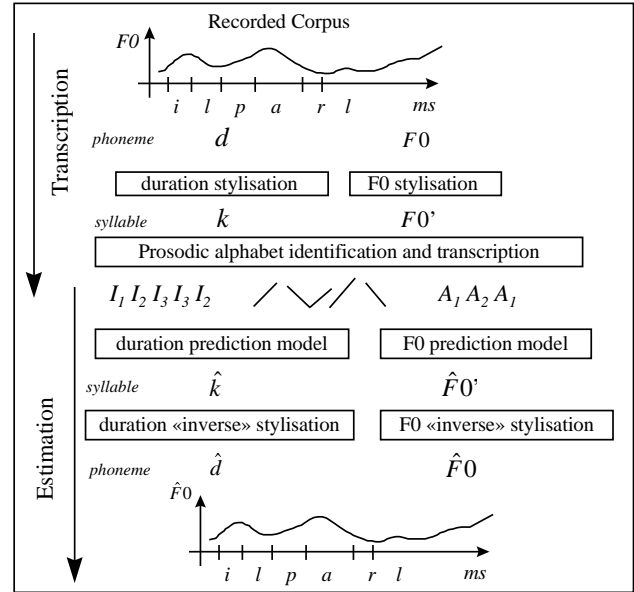 Recorded Corpus
F0
i l p a r l ms
phoneme d F0
duration stylisation F0 stylisation
syllable k F0’
Prosodic alphabet identification and transcription
I₁ I₂ I₃ I₃ I₂ A₁ A₂ A₁
duration prediction model F0 prediction model
syllable k̂ F̂0’
duration «inverse» stylisation F0 «inverse» stylisation
phoneme d̂ F̂0
F̂0
i l p a r l ms
Transcription
Estimation